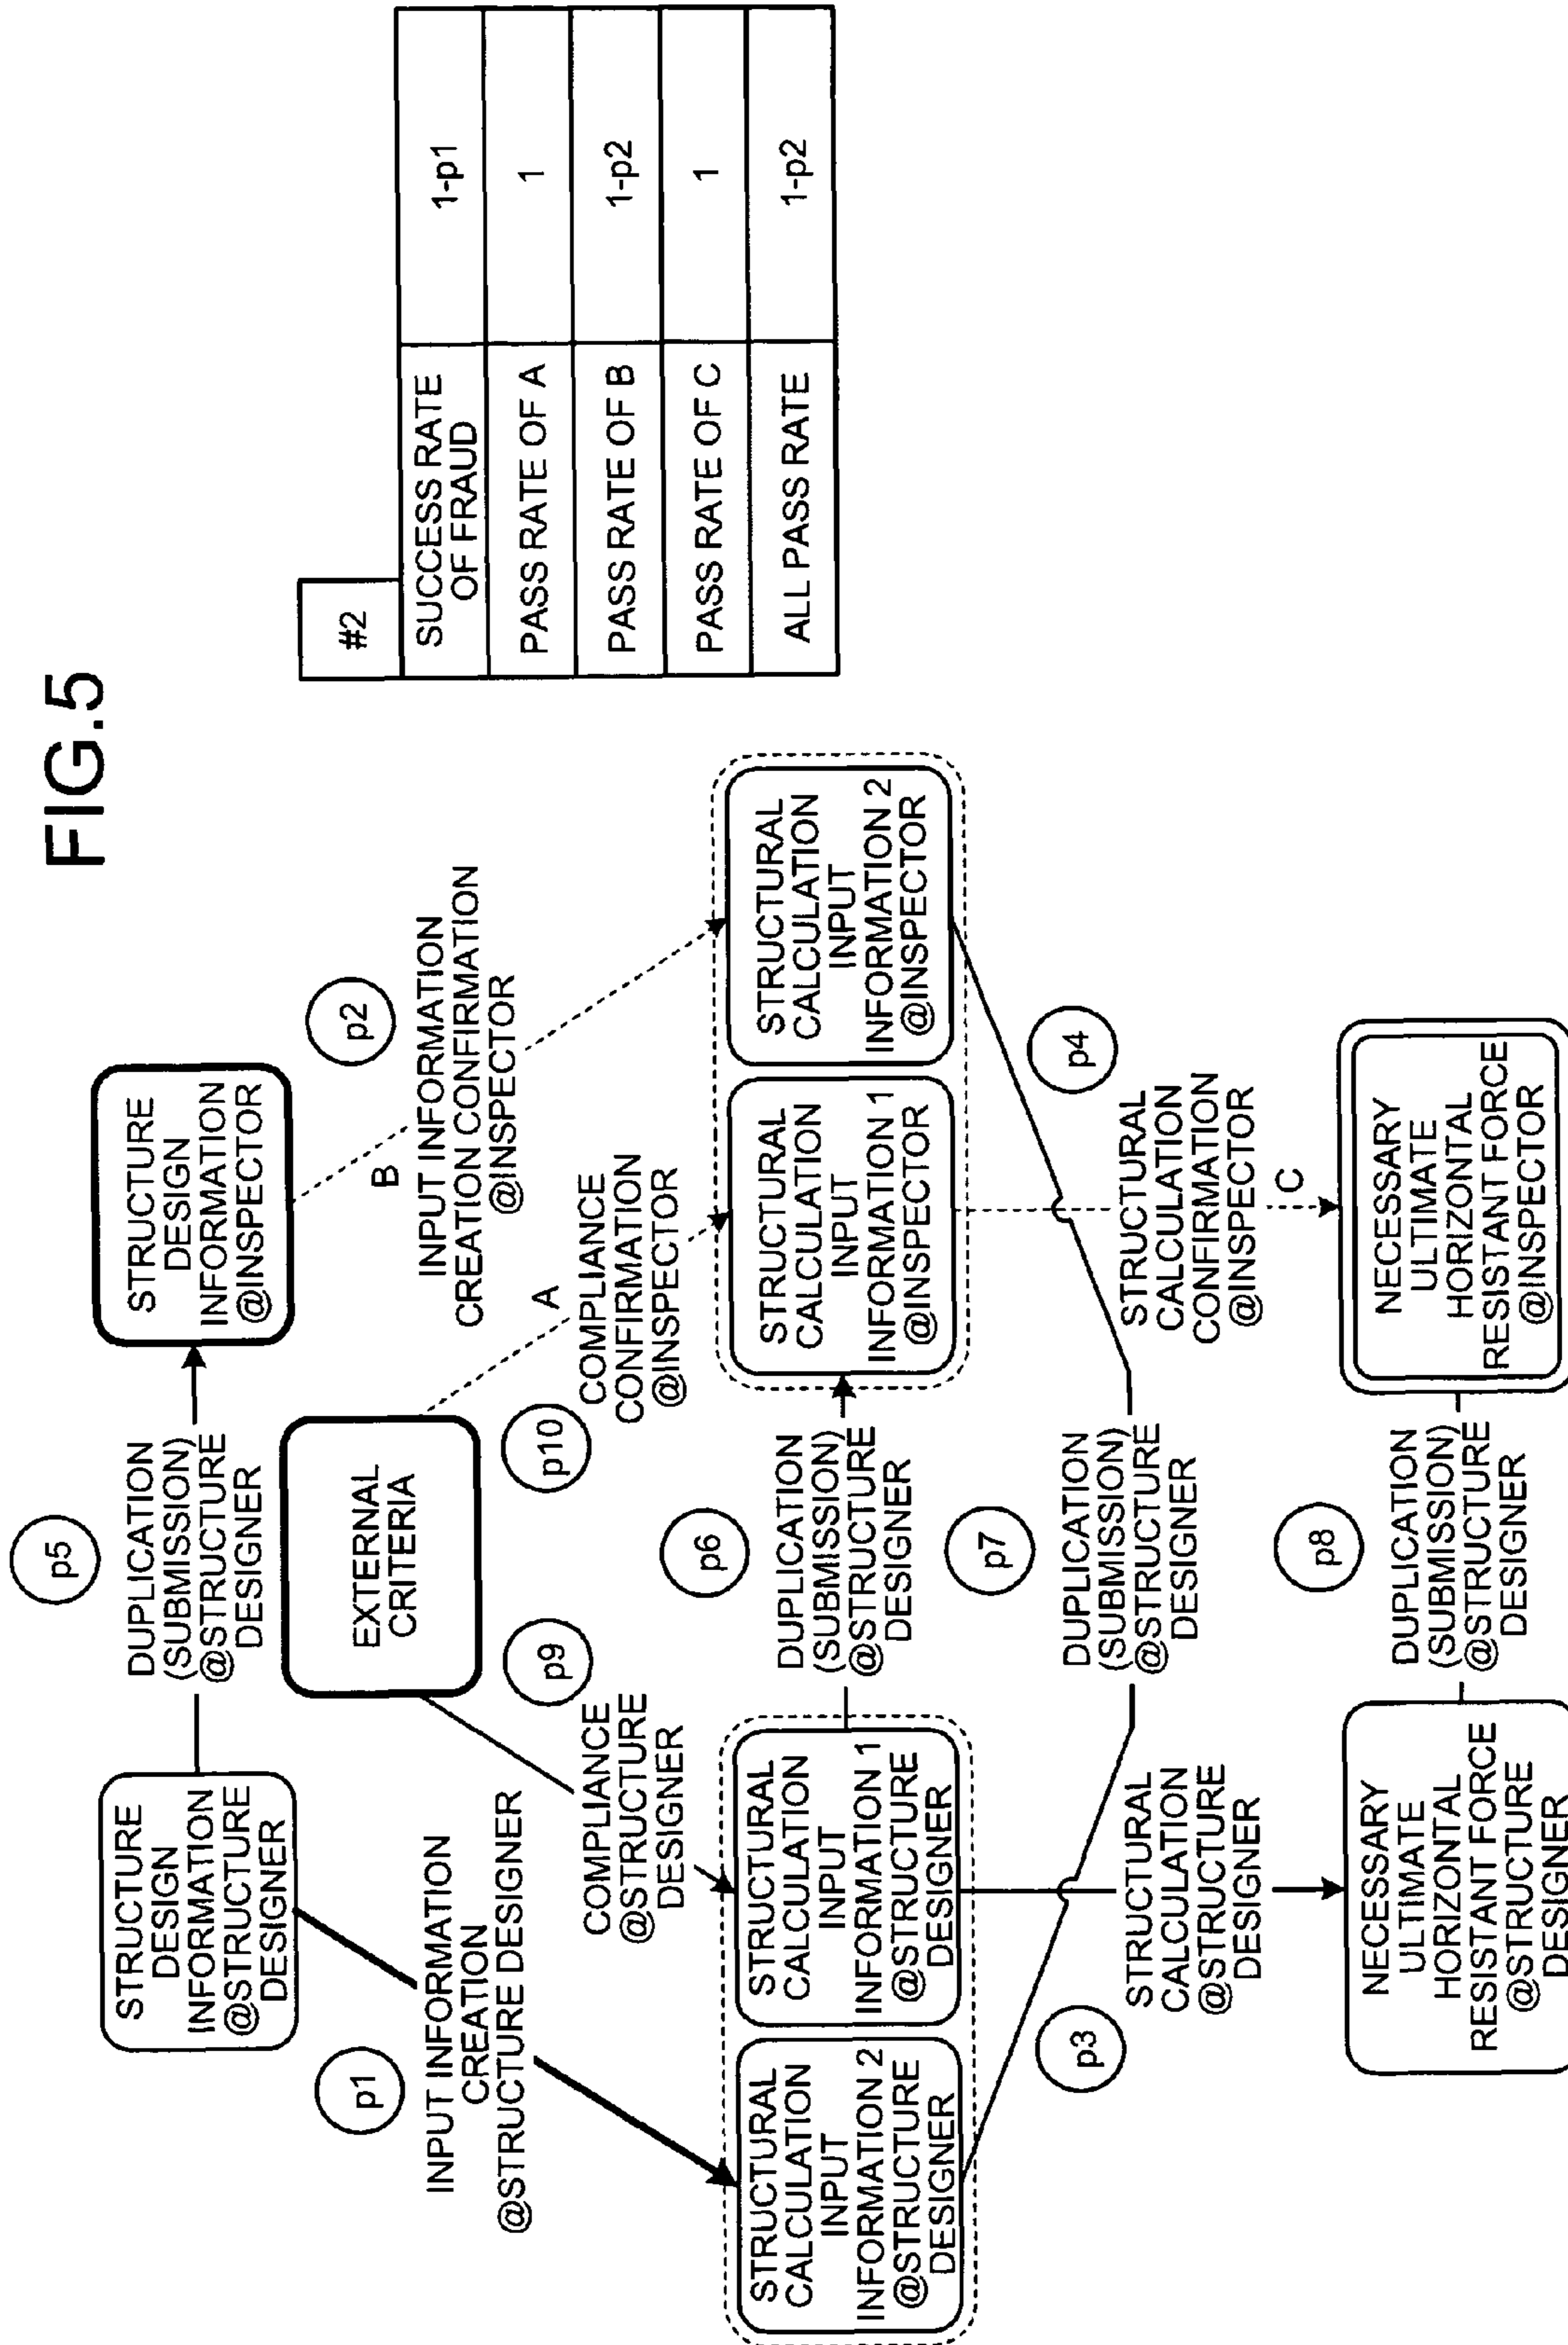 FIG.5
STRUCTURE
DESIGN
INFORMATION
@STRUCTURE
DESIGNER
p5
DUPLICATION
(SUBMISSION)
@STRUCTURE
DESIGNER
STRUCTURE
DESIGN
INFORMATION
@INSPECTOR
EXTERNAL
CRITERIA
p1
INPUT INFORMATION
CREATION
@STRUCTURE DESIGNER
p9
COMPLIANCE
@STRUCTURE
DESIGNER
p10
A
COMPLIANCE
CONFIRMATION
@INSPECTOR
p2
B
INPUT INFORMATION
CREATION CONFIRMATION
@INSPECTOR
STRUCTURAL
CALCULATION
INPUT
INFORMATION 2
@STRUCTURE
DESIGNER
STRUCTURAL
CALCULATION
INPUT
INFORMATION 1
@STRUCTURE
DESIGNER
p6
DUPLICATION
(SUBMISSION)
@STRUCTURE
DESIGNER
STRUCTURAL
CALCULATION
INPUT
INFORMATION 1
@INSPECTOR
STRUCTURAL
CALCULATION
INPUT
INFORMATION 2
@INSPECTOR
p3
STRUCTURAL
CALCULATION
@STRUCTURE
DESIGNER
p7
DUPLICATION
(SUBMISSION)
@STRUCTURE
DESIGNER
p4
STRUCTURAL
CALCULATION
CONFIRMATION
@INSPECTOR
C
NECESSARY
ULTIMATE
HORIZONTAL
RESISTANT FORCE
@STRUCTURE
DESIGNER
p8
DUPLICATION
(SUBMISSION)
@STRUCTURE
DESIGNER
NECESSARY
ULTIMATE
HORIZONTAL
RESISTANT FORCE
@INSPECTOR
#2
SUCCESS RATE
OF FRAUD 1-p1
PASS RATE OF A 1
PASS RATE OF B 1-p2
PASS RATE OF C 1
ALL PASS RATE 1-p2